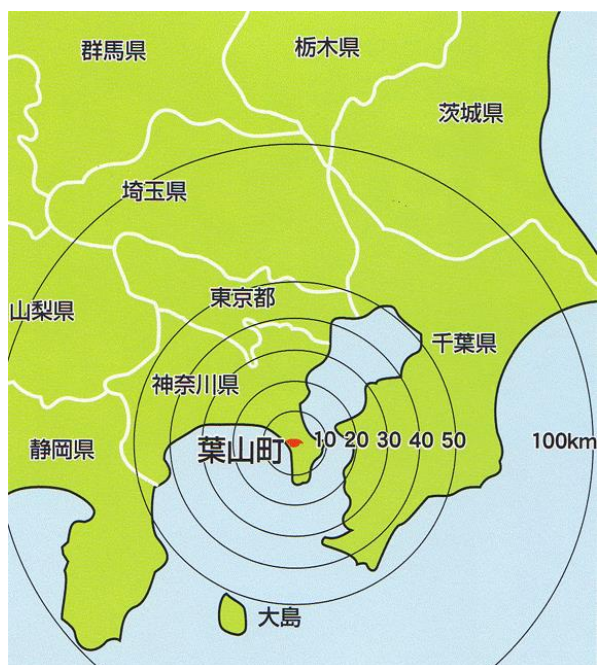 群馬県
栃木県
茨城県
埼玉県
東京都
山梨県
千葉県
神奈川県
静岡県
葉山町
10 20 30 40 50
100km
大島